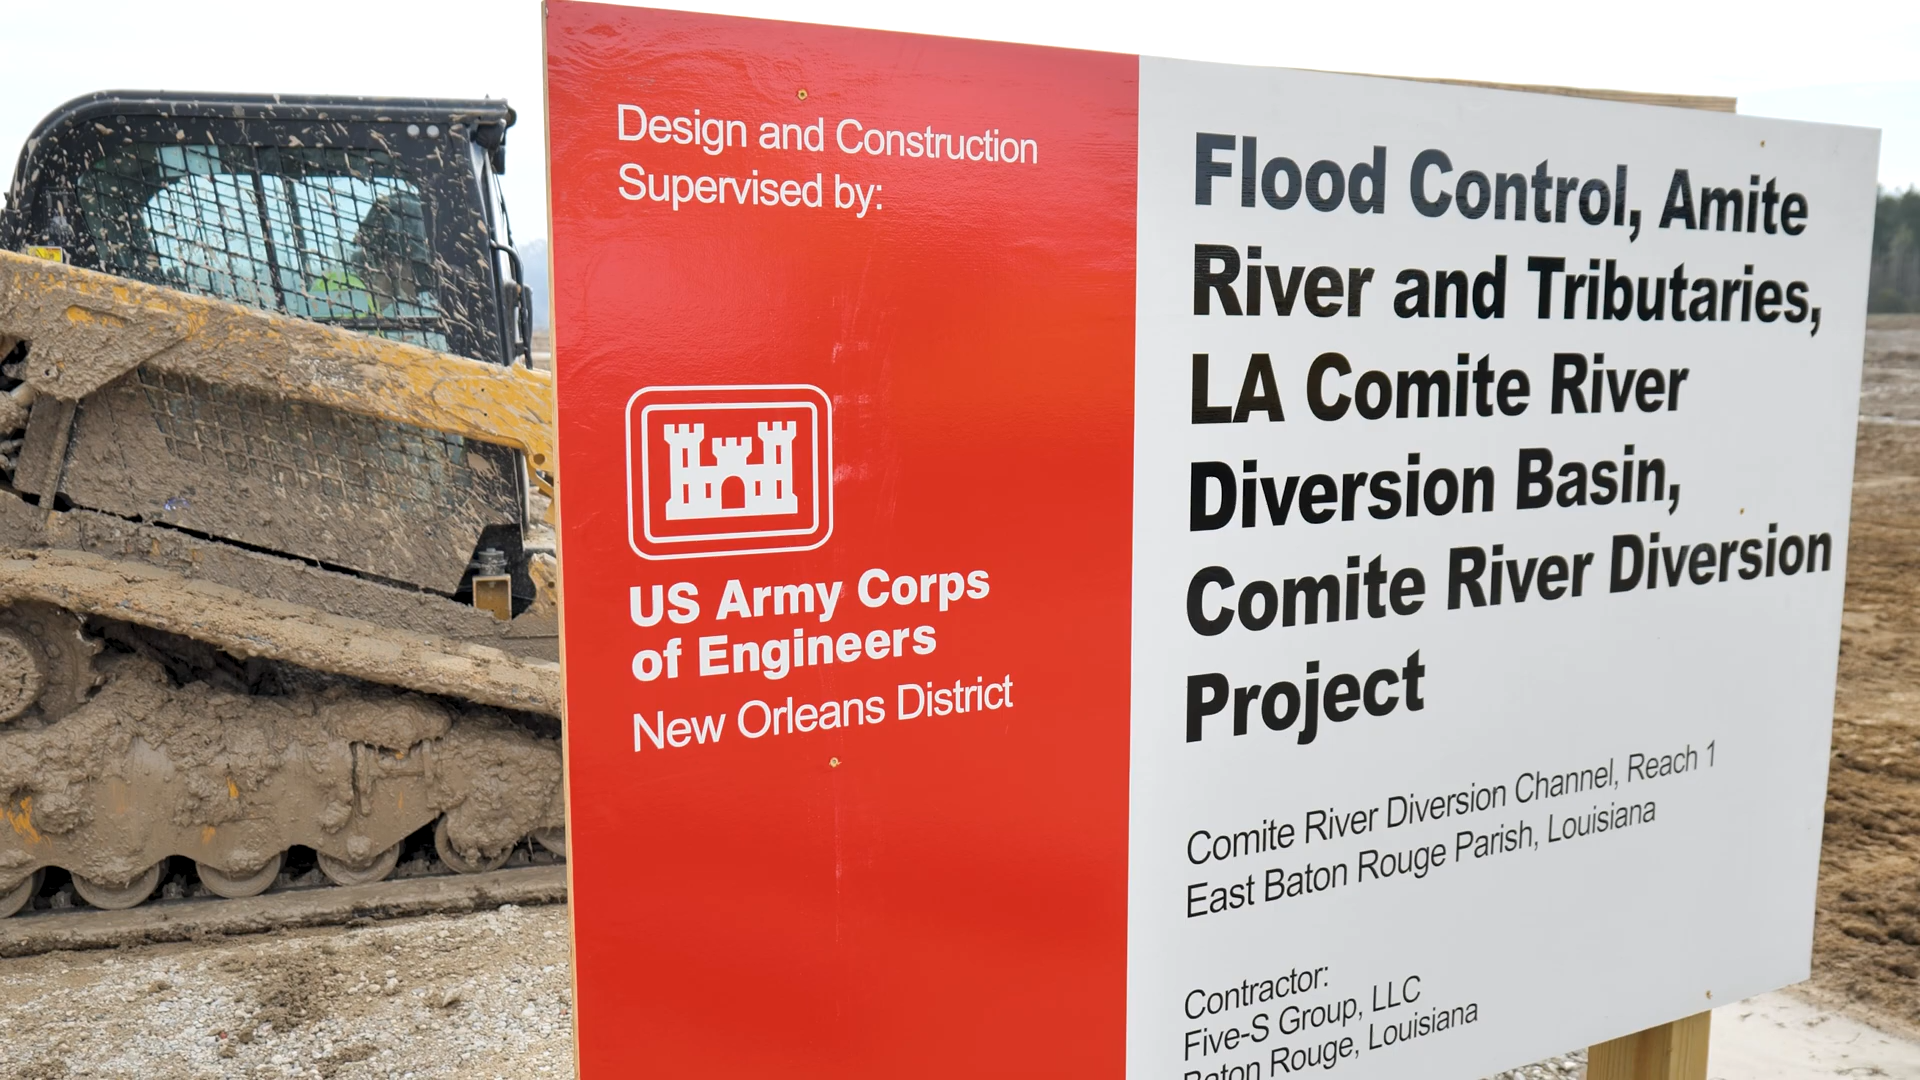 Design and Construction
Supervised by:
US Army Corps
of Engineers
New Orleans District
Flood Control, Amite
River and Tributaries,
LA Comite River
Diversion Basin,
Comite River Diversion
Project
Comite River Diversion Channel, Reach 1
East Baton Rouge Parish, Louisiana
Contractor:
Five-S Group, LLC
Baton Rouge, Louisiana